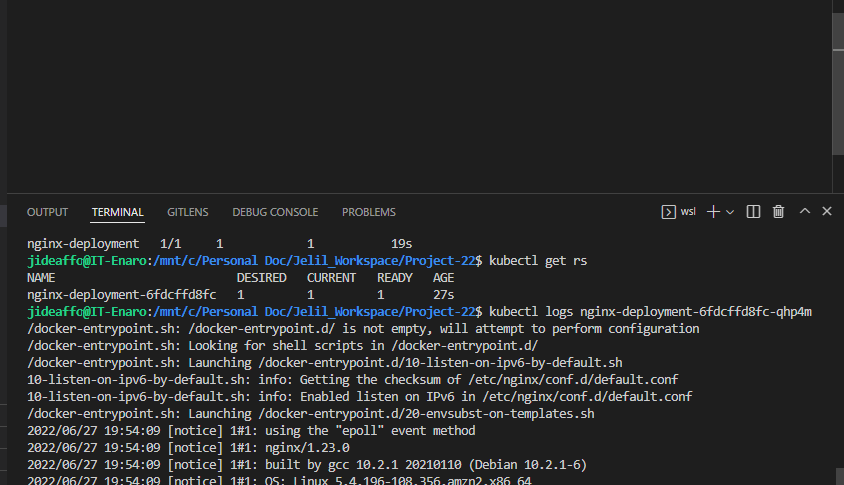 OUTPUT TERMINAL GITLENS DEBUG CONSOLE PROBLEMS wsl
nginx-deployment 1/1 1 1 19s
jideaffo@IT-Enaro:/mnt/c/Personal Doc/Jelil_Workspace/Project-22$ kubectl get rs
NAME DESIRED CURRENT READY AGE
nginx-deployment-6fdcffd8fc 1 1 1 27s
jideaffo@IT-Enaro:/mnt/c/Personal Doc/Jelil_Workspace/Project-22$ kubectl logs nginx-deployment-6fdcffd8fc-qhp4m
/docker-entrypoint.sh: /docker-entrypoint.d/ is not empty, will attempt to perform configuration
/docker-entrypoint.sh: Looking for shell scripts in /docker-entrypoint.d/
/docker-entrypoint.sh: Launching /docker-entrypoint.d/10-listen-on-ipv6-by-default.sh
10-listen-on-ipv6-by-default.sh: info: Getting the checksum of /etc/nginx/conf.d/default.conf
10-listen-on-ipv6-by-default.sh: info: Enabled listen on IPv6 in /etc/nginx/conf.d/default.conf
/docker-entrypoint.sh: Launching /docker-entrypoint.d/20-envsubst-on-templates.sh
2022/06/27 19:54:09 [notice] 1#1: using the "epoll" event method
2022/06/27 19:54:09 [notice] 1#1: nginx/1.23.0
2022/06/27 19:54:09 [notice] 1#1: built by gcc 10.2.1 20210110 (Debian 10.2.1-6)
2022/06/27 19:54:09 [notice] 1#1: OS: Linux 5.4.196-108.356.amzn2.x86_64